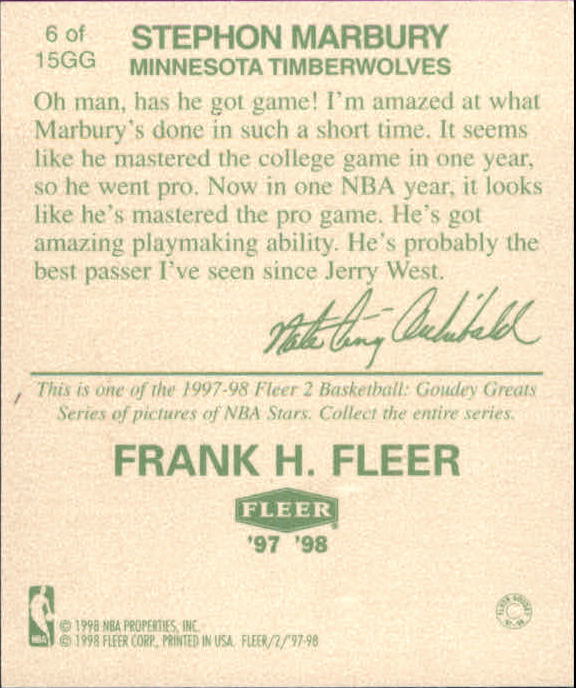 6 of
15GG
STEPHON MARBURY
MINNESOTA TIMBERWOLVES
Oh man, has he got game! I'm amazed at what
Marbury's done in such a short time. It seems
like he mastered the college game in one year,
so he went pro. Now in one NBA year, it looks
like he's mastered the pro game. He's got
amazing playmaking ability. He's probably the
best passer I've seen since Jerry West.
Nate Tiny Archibald
This is one of the 1997-98 Fleer 2 Basketball: Goudey Greats
Series of pictures of NBA Stars. Collect the entire series.
FRANK H. FLEER
FLEER
'97 '98
NBA
© 1998 NBA PROPERTIES, INC.
© 1998 FLEER CORP., PRINTED IN USA. FLEER/2/'97-98